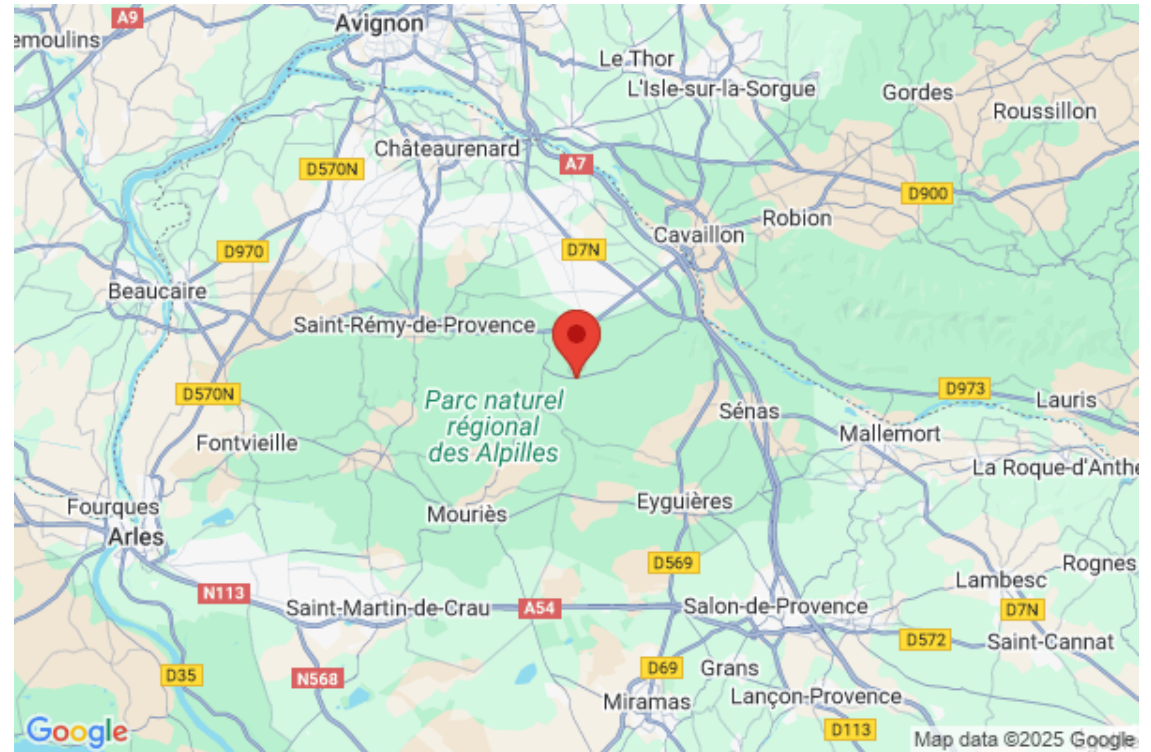 A9
Avignon
emoulins
Le Thor
L'Isle-sur-la-Sorgue
Gordes
Roussillon
Châteaurenard
A7
D570N
D900
Robion
Cavaillon
D7N
D970
Beaucaire
Saint-Rémy-de-Provence
D570N
Parc naturel
régional
des Alpilles
D973
Lauris
Sénas
Fontvieille
Mallemort
La Roque-d'Anthe
Eyguières
Fourques
Mouriès
Arles
D569
Rognes
Lambesc
N113
Saint-Martin-de-Crau
A54
Salon-de-Provence
D7N
D572
Saint-Cannat
D35
N568
D69
Grans
Miramas
Lançon-Provence
D113
Google
Map data ©2025 Google